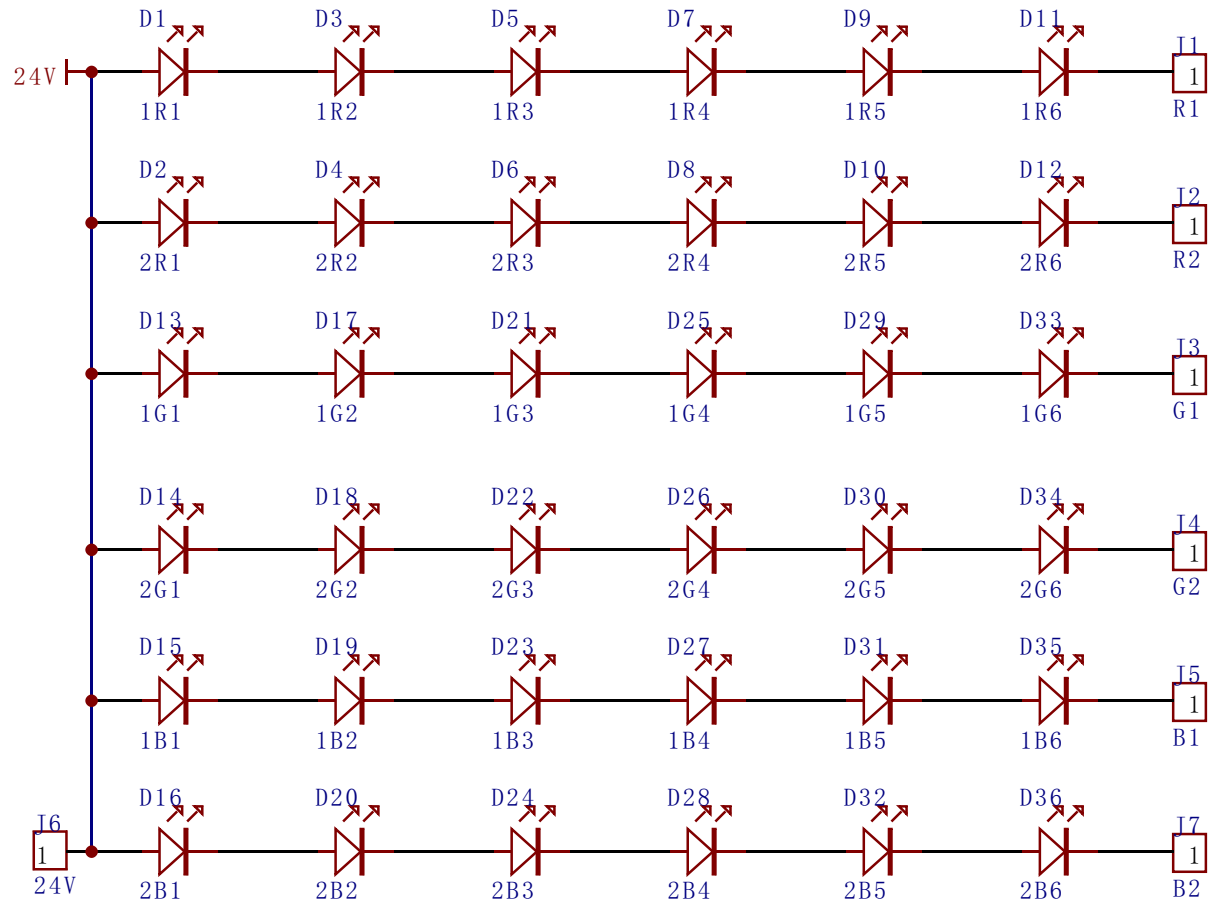 D1 D3 D5 D7 D9 D11 J1
24V 1
1R1 1R2 1R3 1R4 1R5 1R6 R1
D2 D4 D6 D8 D10 D12 J2
1
2R1 2R2 2R3 2R4 2R5 2R6 R2
D13 D17 D21 D25 D29 D33 J3
1
1G1 1G2 1G3 1G4 1G5 1G6 G1
D14 D18 D22 D26 D30 D34 J4
1
2G1 2G2 2G3 2G4 2G5 2G6 G2
D15 D19 D23 D27 D31 D35 J5
1
1B1 1B2 1B3 1B4 1B5 1B6 B1
J6 D16 D20 D24 D28 D32 D36 J7
1 1
24V 2B1 2B2 2B3 2B4 2B5 2B6 B2